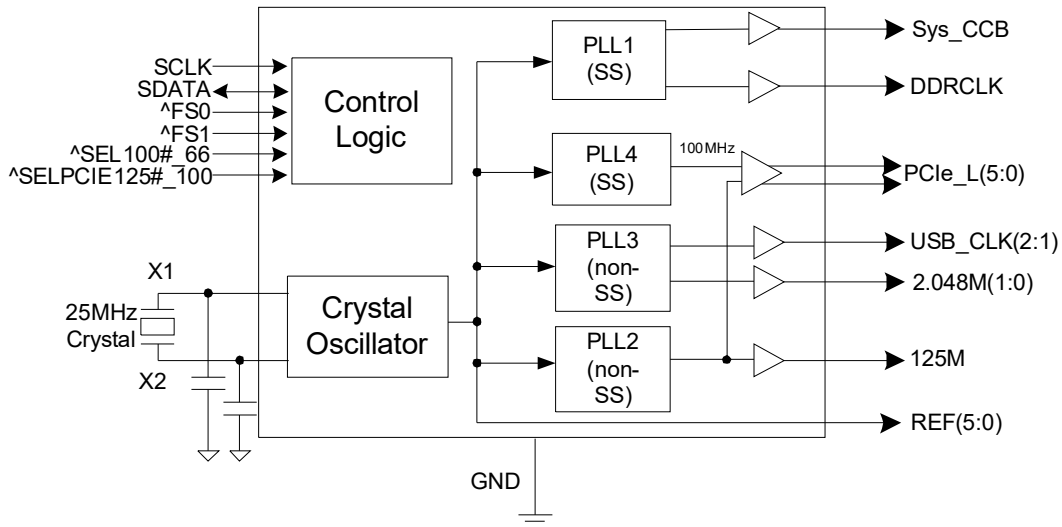 SCLK
SDATA
^FS0
^FS1
^SEL100#_66
^SELPCIE125#_100
Control
Logic
X1
25MHz
Crystal
X2
Crystal
Oscillator
PLL1
(SS)
PLL4
(SS)
100MHz
PLL3
(non-
SS)
PLL2
(non-
SS)
Sys_CCB
DDRCLK
PCIe_L(5:0)
USB_CLK(2:1)
2.048M(1:0)
125M
REF(5:0)
GND